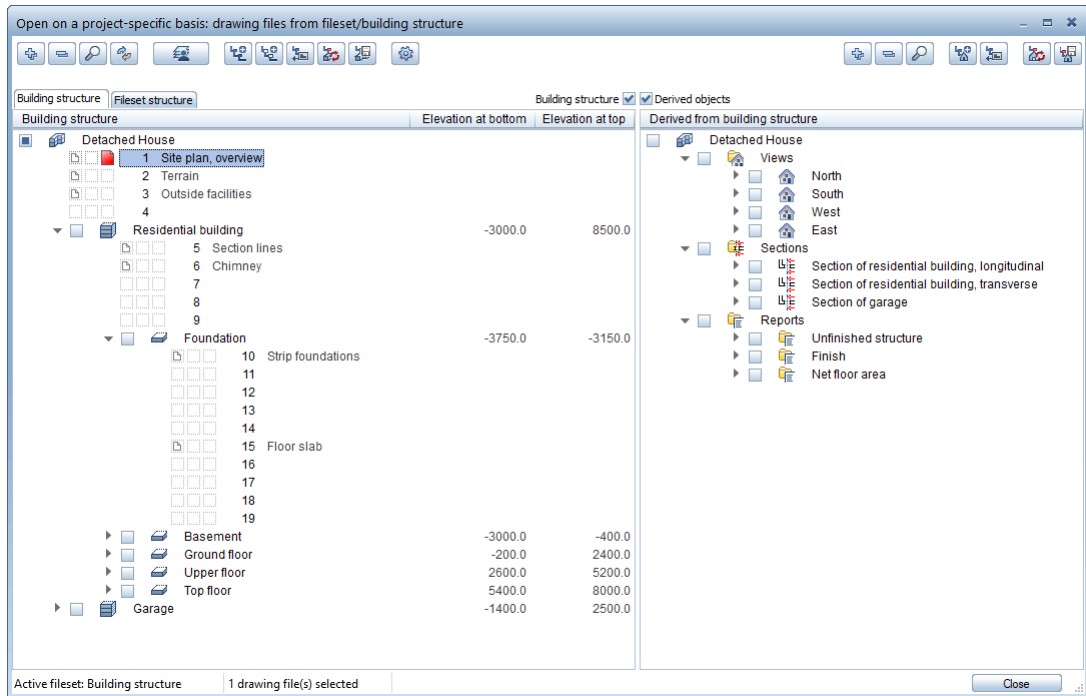 Open on a project-specific basis: drawing files from fileset/building structure
Building structure Fileset structure Building structure Derived objects
Building structure Elevation at bottom Elevation at top Derived from building structure
Detached House
1 Site plan, overview
2 Terrain
3 Outside facilities
4
Residential building -3000.0 8500.0
5 Section lines
6 Chimney
7
8
9
Foundation -3750.0 -3150.0
10 Strip foundations
11
12
13
14
15 Floor slab
16
17
18
19
Basement -3000.0 -400.0
Ground floor -200.0 2400.0
Upper floor 2600.0 5200.0
Top floor 5400.0 8000.0
Garage -1400.0 2500.0
Detached House
Views
North
South
West
East
Sections
Section of residential building, longitudinal
Section of residential building, transverse
Section of garage
Reports
Unfinished structure
Finish
Net floor area
Active fileset: Building structure 1 drawing file(s) selected Close